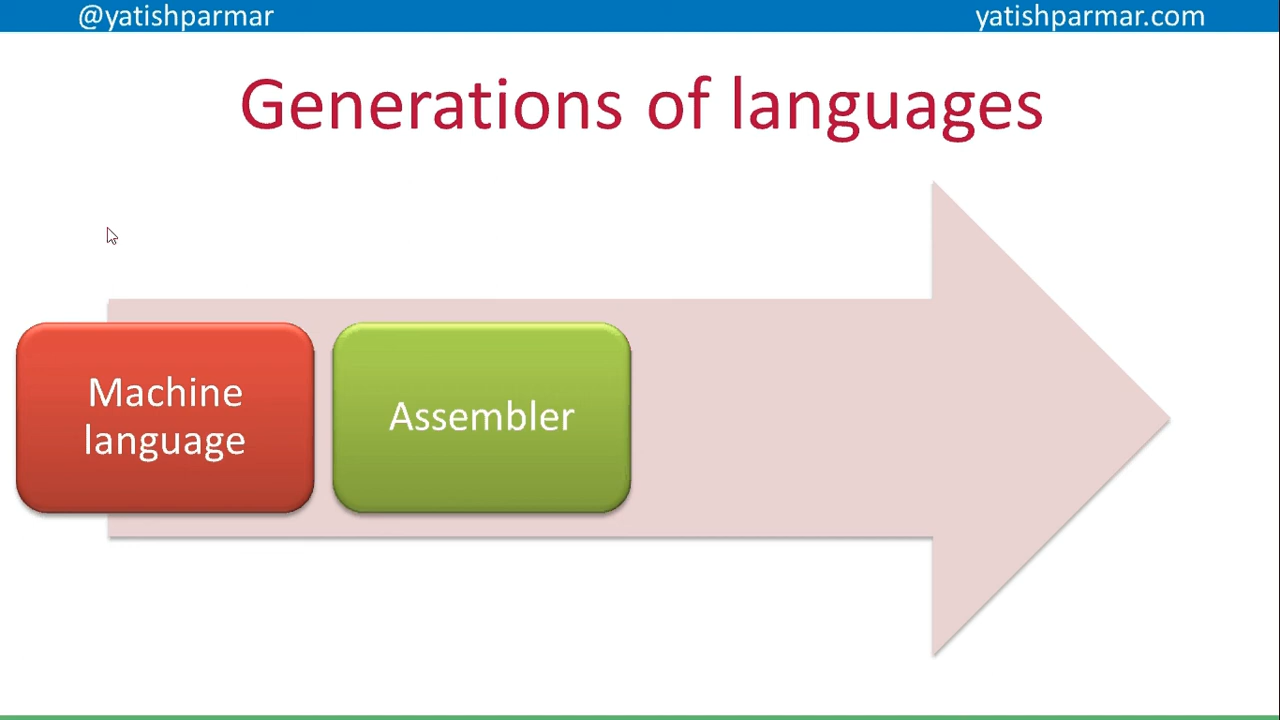 @yatishparmar
yatishparmar.com
Generations of languages
Machine
language
Assembler